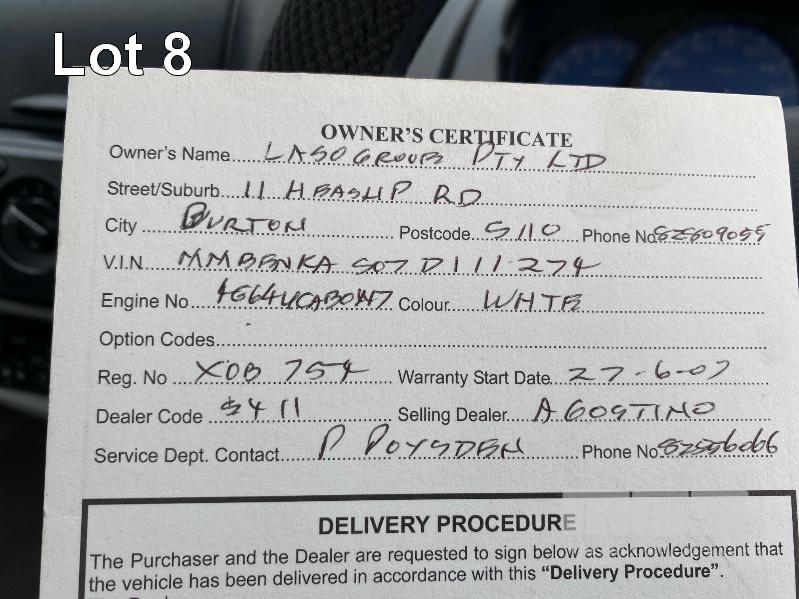 Lot 8
OWNER'S CERTIFICATE
Owner's Name LASO GROUP PTY LTD
Street/Suburb 11 HEASLIP RD
City BURTON Postcode 5110 Phone No 82809055
V.I.N MMBENKA 507 D 111 274
Engine No Colour WHTE
Option Codes
Reg. No XOB 754 Warranty Start Date 27-6-07
Dealer Code 5411 Selling Dealer AGOSTINO
Service Dept. Contact P POYSDEN Phone No
DELIVERY PROCEDURE
The Purchaser and the Dealer are requested to sign below as acknowledgement that
the vehicle has been delivered in accordance with this "Delivery Procedure".